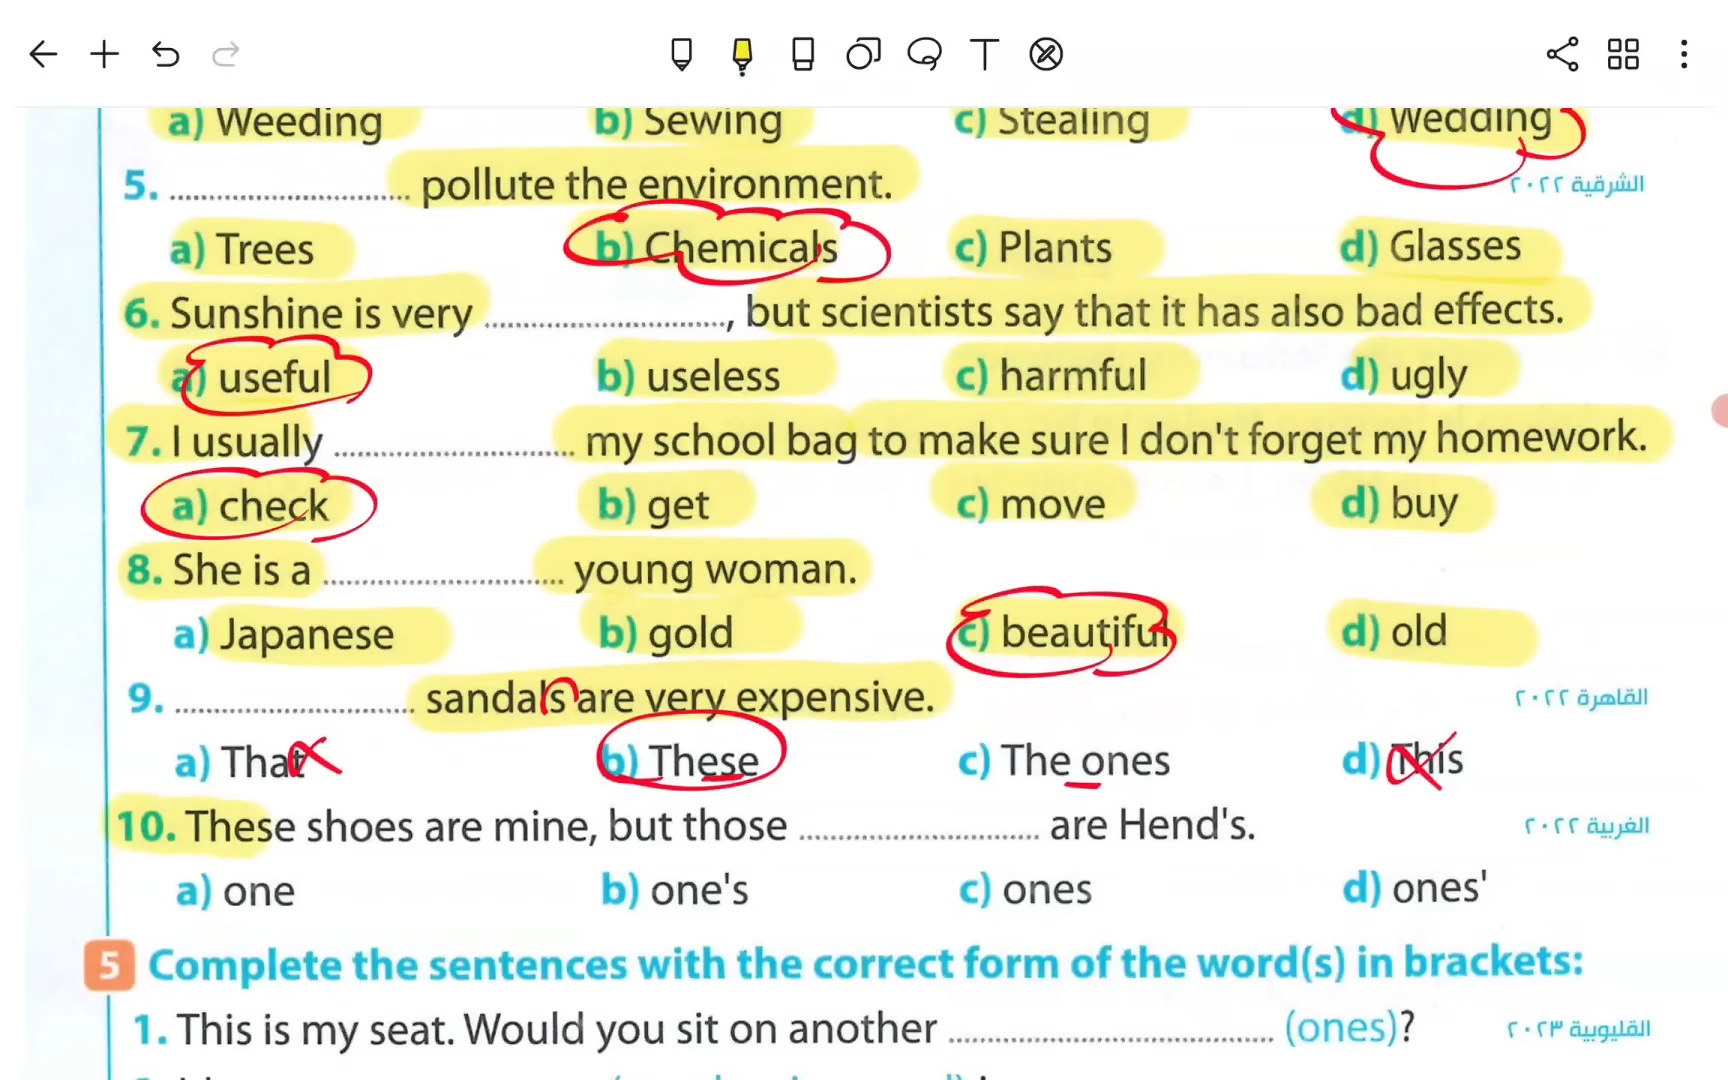 a) Weeding b) Sewing c) Stealing d) Wedding
5. ........................ pollute the environment. الشرقية ٢٠٢٢
a) Trees b) Chemicals c) Plants d) Glasses
6. Sunshine is very ........................, but scientists say that it has also bad effects.
a) useful b) useless c) harmful d) ugly
7. I usually ........................ my school bag to make sure I don't forget my homework.
a) check b) get c) move d) buy
8. She is a ........................ young woman.
a) Japanese b) gold c) beautiful d) old
9. ........................ sandals are very expensive. القاهرة ٢٠٢٢
a) That b) These c) The ones d) This
10. These shoes are mine, but those ........................ are Hend's. الغربية ٢٠٢٢
a) one b) one's c) ones d) ones'
5 Complete the sentences with the correct form of the word(s) in brackets:
1. This is my seat. Would you sit on another ................................ (ones)? القليوبية ٢٠٢٣